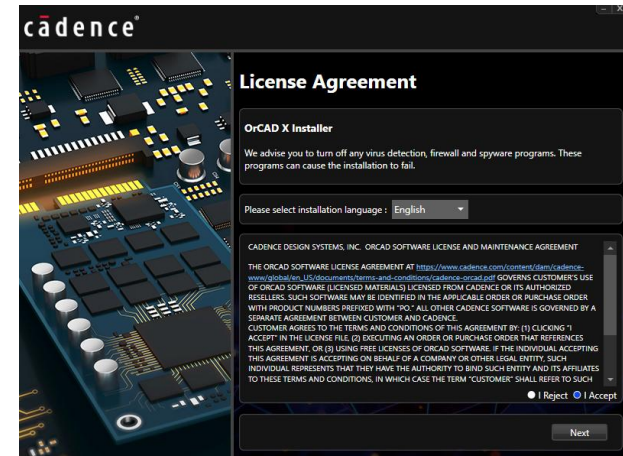 cādence®
License Agreement
OrCAD X Installer
We advise you to turn off any virus detection, firewall and spyware programs. These
programs can cause the installation to fail.
Please select installation language : English
CADENCE DESIGN SYSTEMS, INC. ORCAD SOFTWARE LICENSE AND MAINTENANCE AGREEMENT
THE ORCAD SOFTWARE LICENSE AGREEMENT AT https://www.cadence.com/content/dam/cadence-
www/global/en_US/documents/terms-and-conditions/cadence-orcad.pdf GOVERNS CUSTOMER'S USE
OF ORCAD SOFTWARE (LICENSED MATERIALS) LICENSED FROM CADENCE OR ITS AUTHORIZED
RESELLERS. SUCH SOFTWARE MAY BE IDENTIFIED IN THE APPLICABLE ORDER OR PURCHASE ORDER
WITH PRODUCT NUMBERS PREFIXED WITH "PO." ALL OTHER CADENCE SOFTWARE IS GOVERNED BY A
SEPARATE AGREEMENT BETWEEN CUSTOMER AND CADENCE.
CUSTOMER AGREES TO THE TERMS AND CONDITIONS OF THIS AGREEMENT BY: (1) CLICKING "I
ACCEPT" IN THE LICENSE FILE, (2) EXECUTING AN ORDER OR PURCHASE ORDER THAT REFERENCES
THIS AGREEMENT, OR (3) USING FREE LICENSES OF ORCAD SOFTWARE. IF THE INDIVIDUAL ACCEPTING
THIS AGREEMENT IS ACCEPTING ON BEHALF OF A COMPANY OR OTHER LEGAL ENTITY, SUCH
INDIVIDUAL REPRESENTS THAT THEY HAVE THE AUTHORITY TO BIND SUCH ENTITY AND ITS AFFILIATES
TO THESE TERMS AND CONDITIONS, IN WHICH CASE THE TERM "CUSTOMER" SHALL REFER TO SUCH
I Reject I Accept
Next